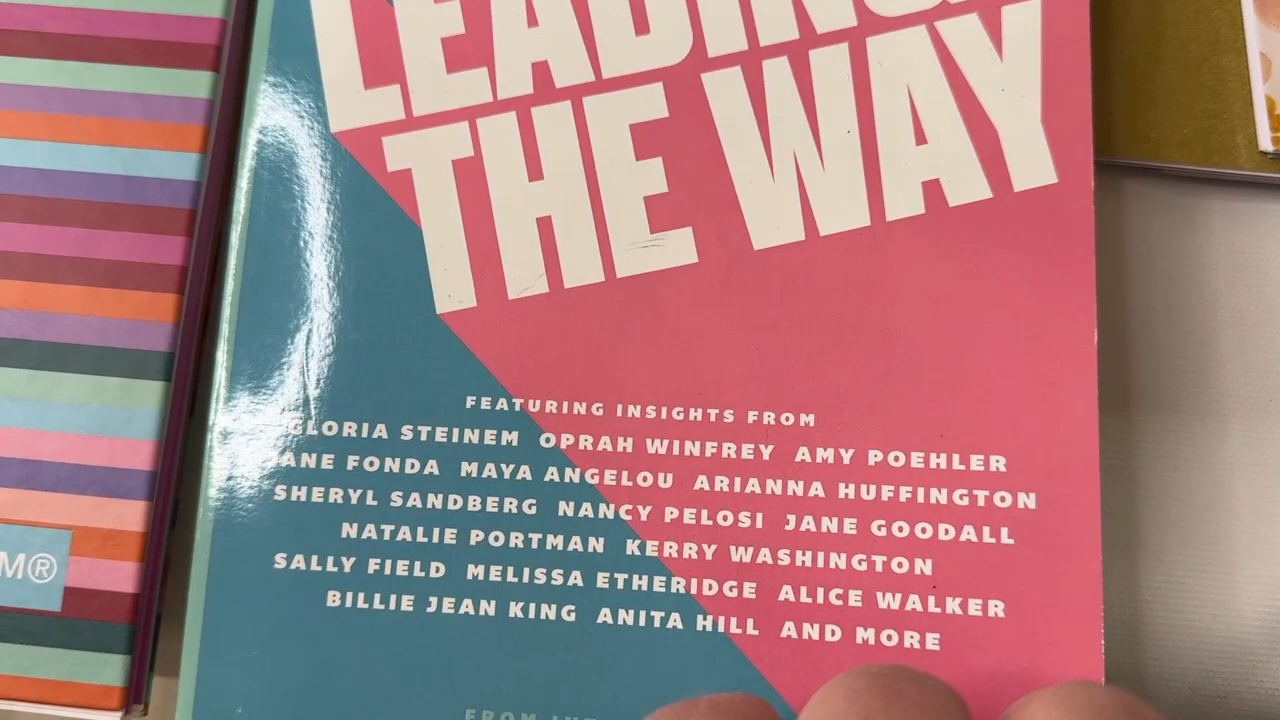 LEADING
THE WAY
FEATURING INSIGHTS FROM
GLORIA STEINEM OPRAH WINFREY AMY POEHLER
JANE FONDA MAYA ANGELOU ARIANNA HUFFINGTON
SHERYL SANDBERG NANCY PELOSI JANE GOODALL
NATALIE PORTMAN KERRY WASHINGTON
SALLY FIELD MELISSA ETHERIDGE ALICE WALKER
BILLIE JEAN KING ANITA HILL AND MORE
FROM
M®